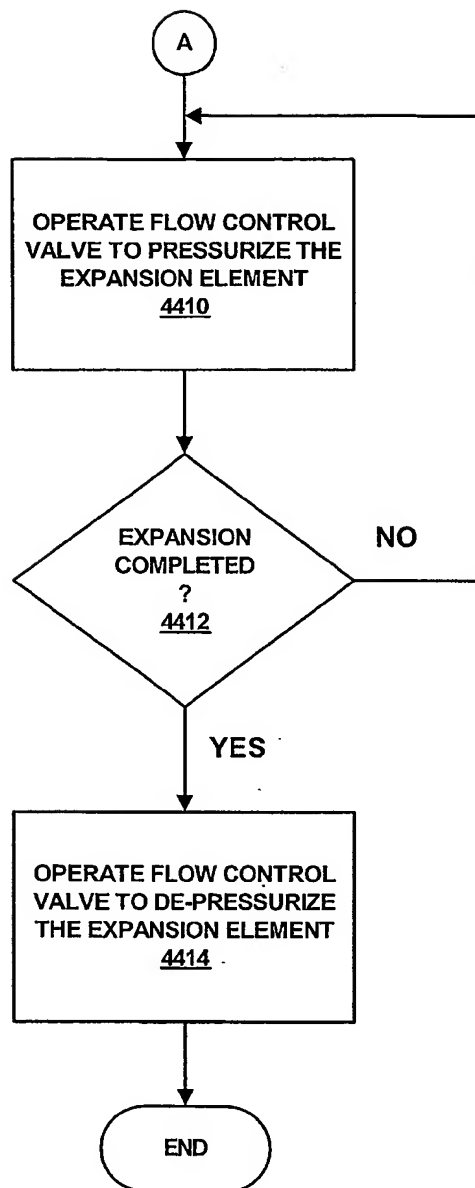 A
OPERATE FLOW CONTROL
VALVE TO PRESSURIZE THE
EXPANSION ELEMENT
4410
EXPANSION
COMPLETED
?
4412
NO
YES
OPERATE FLOW CONTROL
VALVE TO DE-PRESSURIZE
THE EXPANSION ELEMENT
4414
END